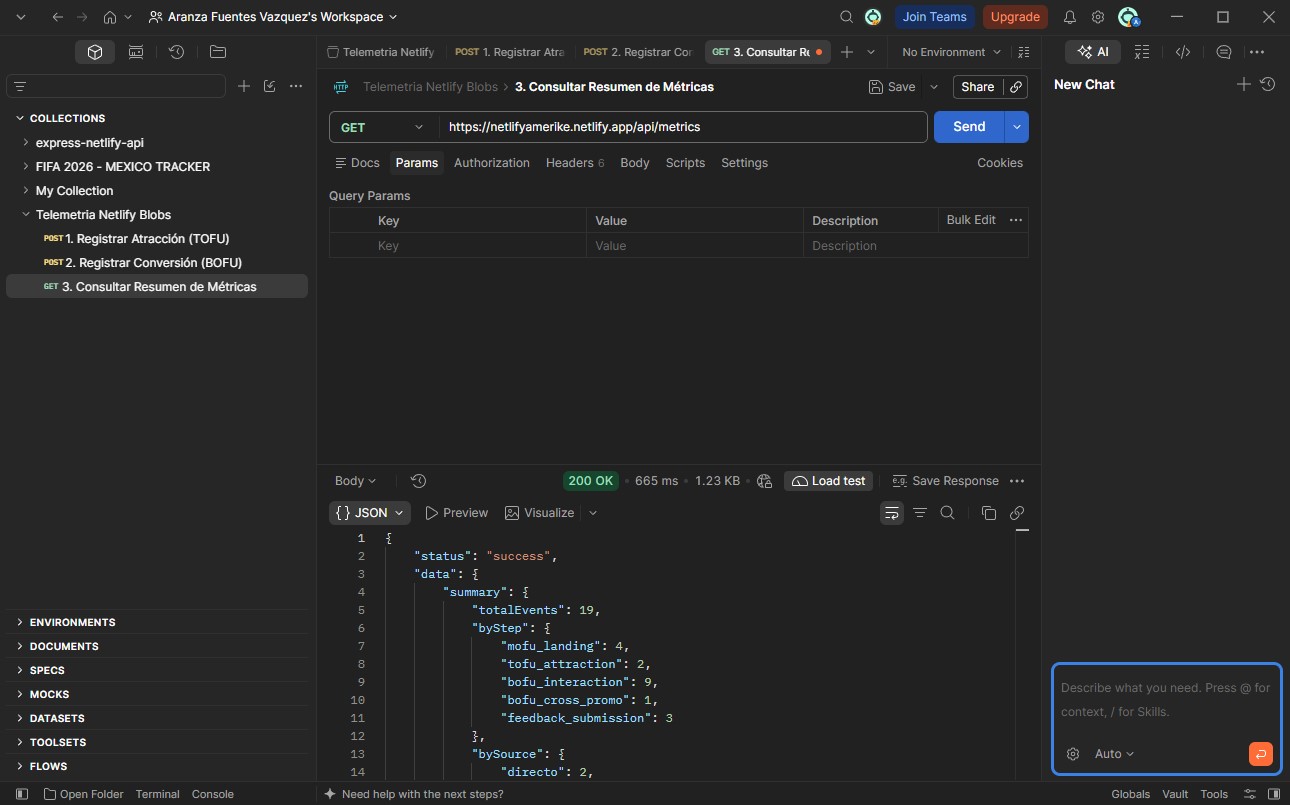 Aranza Fuentes Vazquez's Workspace
Join Teams
Upgrade
Telemetria Netlify
POST 1. Registrar Atra
POST 2. Registrar Cor
GET 3. Consultar Re
No Environment
AI
Telemetria Netlify Blobs > 3. Consultar Resumen de Métricas
Save
Share
New Chat
COLLECTIONS
express-netlify-api
FIFA 2026 - MEXICO TRACKER
My Collection
Telemetria Netlify Blobs
POST 1. Registrar Atracción (TOFU)
POST 2. Registrar Conversión (BOFU)
GET 3. Consultar Resumen de Métricas
GET
https://netlifyamerike.netlify.app/api/metrics
Send
Docs
Params
Authorization
Headers 6
Body
Scripts
Settings
Cookies
Query Params
Key Value Description Bulk Edit
Key Value Description
Body
200 OK
665 ms
1.23 KB
Load test
e.g. Save Response
{} JSON
Preview
Visualize
1 {
2 "status": "success",
3 "data": {
4 "summary": {
5 "totalEvents": 19,
6 "byStep": {
7 "mofu_landing": 4,
8 "tofu_attraction": 2,
9 "bofu_interaction": 9,
10 "bofu_cross_promo": 1,
11 "feedback_submission": 3
12 },
13 "bySource": {
14 "directo": 2,
ENVIRONMENTS
DOCUMENTS
SPECS
MOCKS
DATASETS
TOOLSETS
FLOWS
Describe what you need. Press @ for
context, / for Skills.
Auto
Open Folder
Terminal
Console
Need help with the next steps?
Globals
Vault
Tools